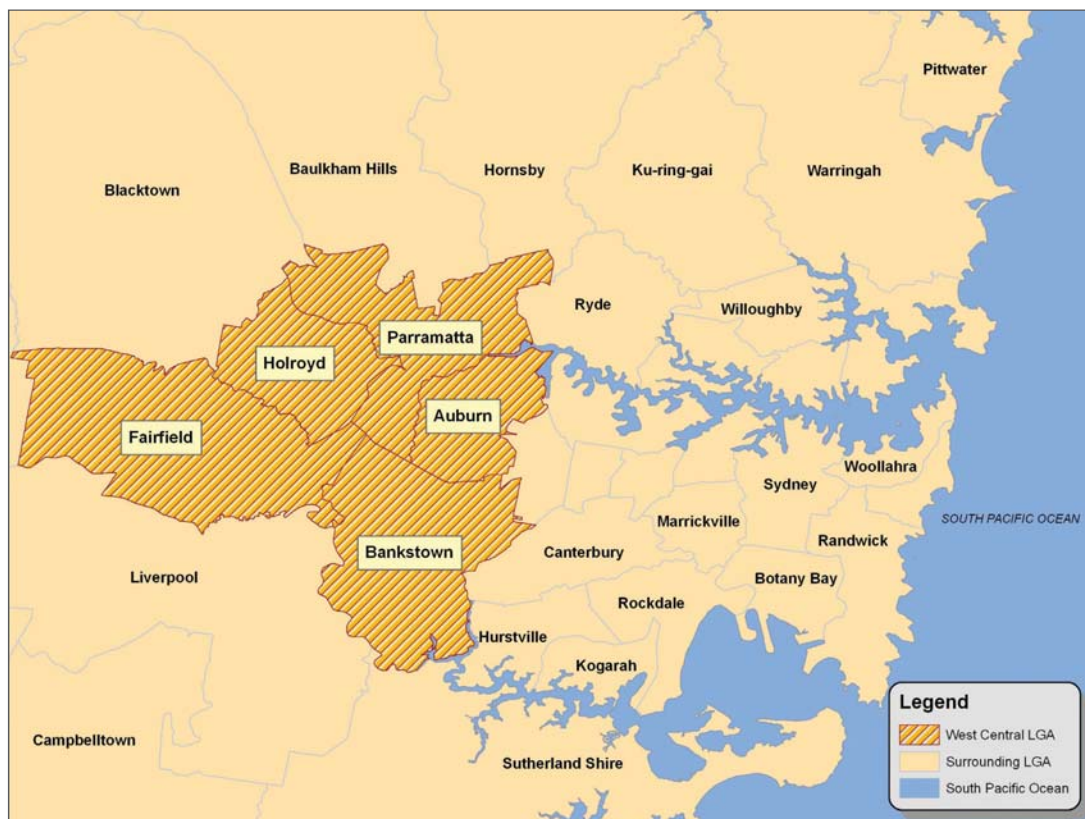 Pittwater
Baulkham Hills
Hornsby
Ku-ring-gai
Warringah
Blacktown
Ryde
Willoughby
Parramatta
Holroyd
Auburn
Fairfield
Woollahra
Sydney
Marrickville
SOUTH PACIFIC OCEAN
Randwick
Bankstown
Canterbury
Liverpool
Botany Bay
Rockdale
Hurstville
Kogarah
Campbelltown
Sutherland Shire
Legend
West Central LGA
Surrounding LGA
South Pacific Ocean